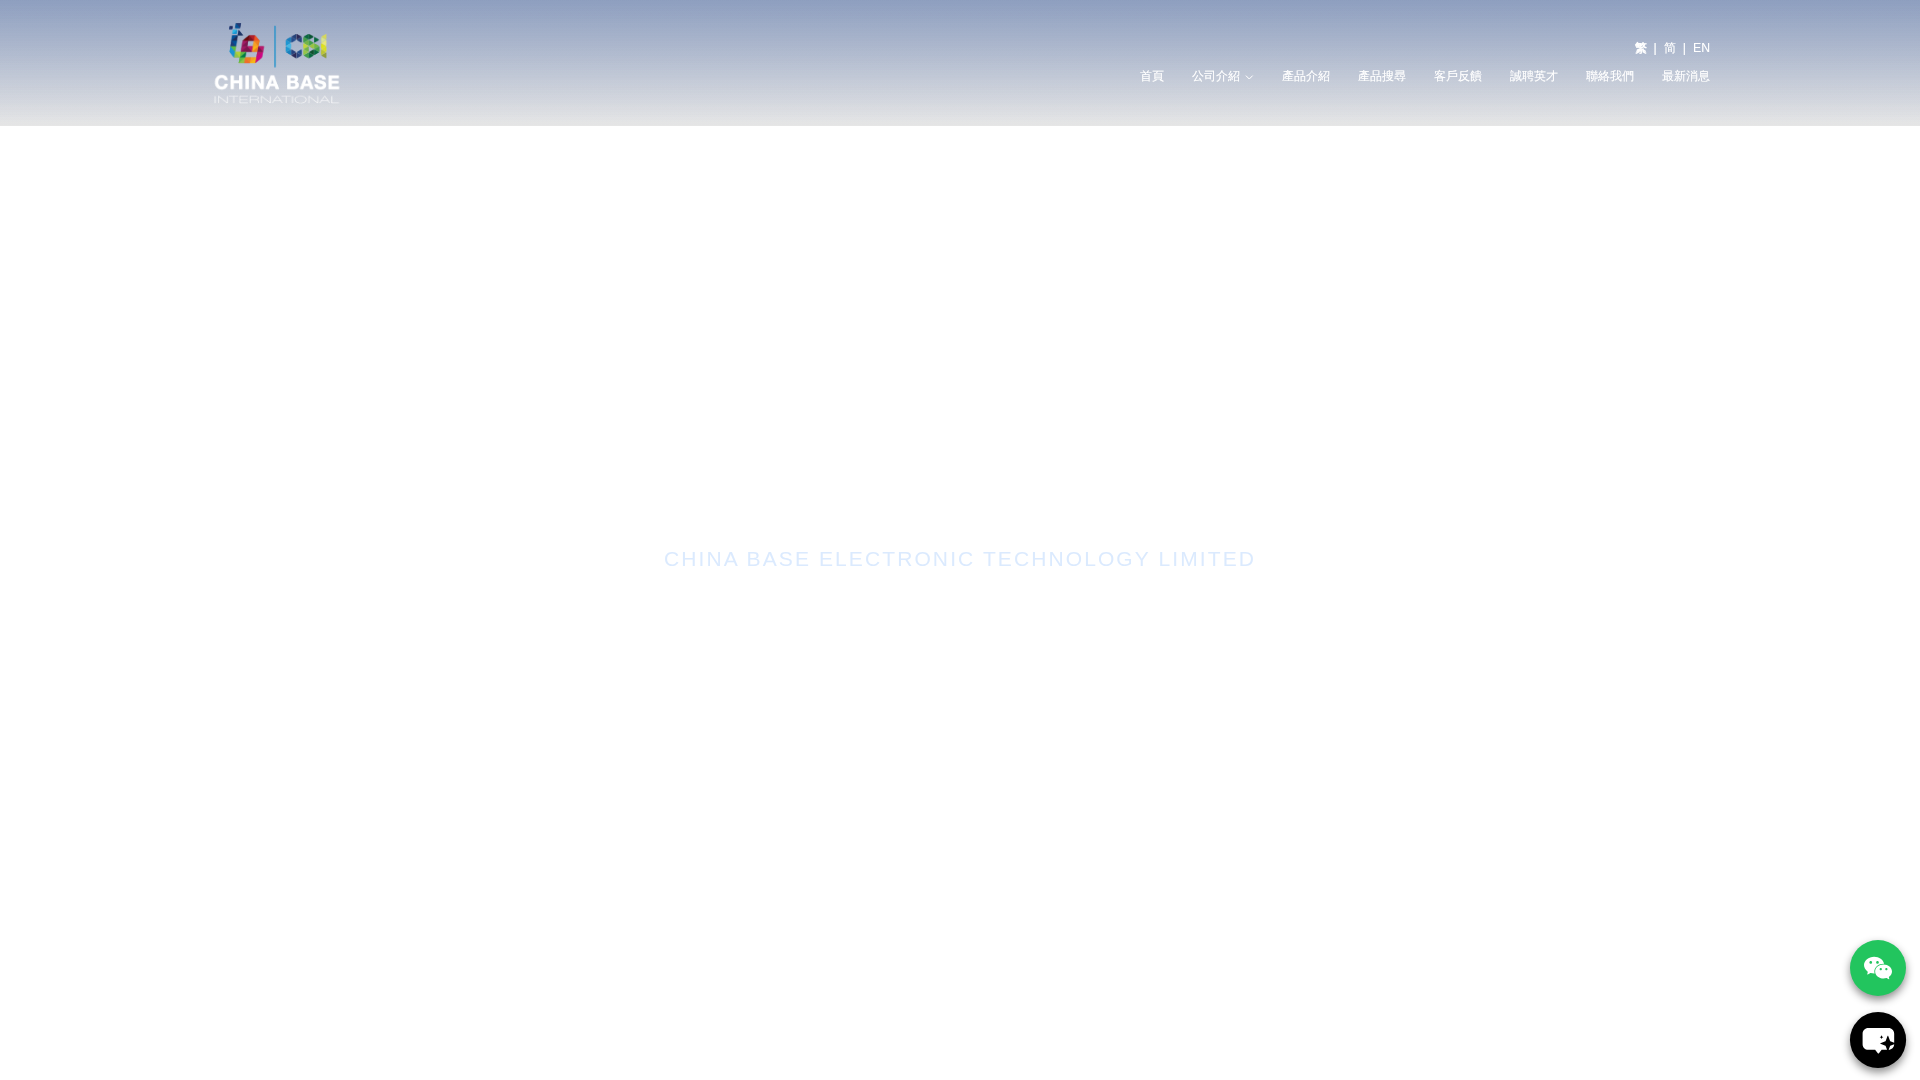 CHINA BASE
INTERNATIONAL
繁 | 简 | EN
首頁 公司介紹 產品介紹 產品搜尋 客戶反饋 誠聘英才 聯絡我們 最新消息
CHINA BASE ELECTRONIC TECHNOLOGY LIMITED